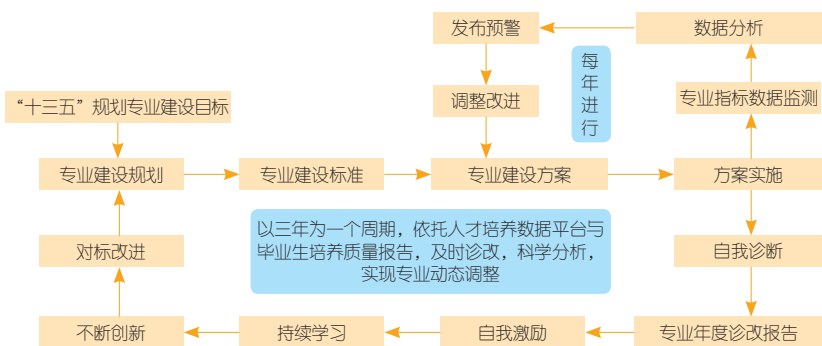 发布预警
数据分析
每
年
进
行
调整改进
专业指标数据监测
“十三五”规划专业建设目标
专业建设规划
专业建设标准
专业建设方案
方案实施
以三年为一个周期，依托人才培养数据平台与
毕业生培养质量报告，及时诊改，科学分析，
实现专业动态调整
对标改进
自我诊断
不断创新
持续学习
自我激励
专业年度诊改报告